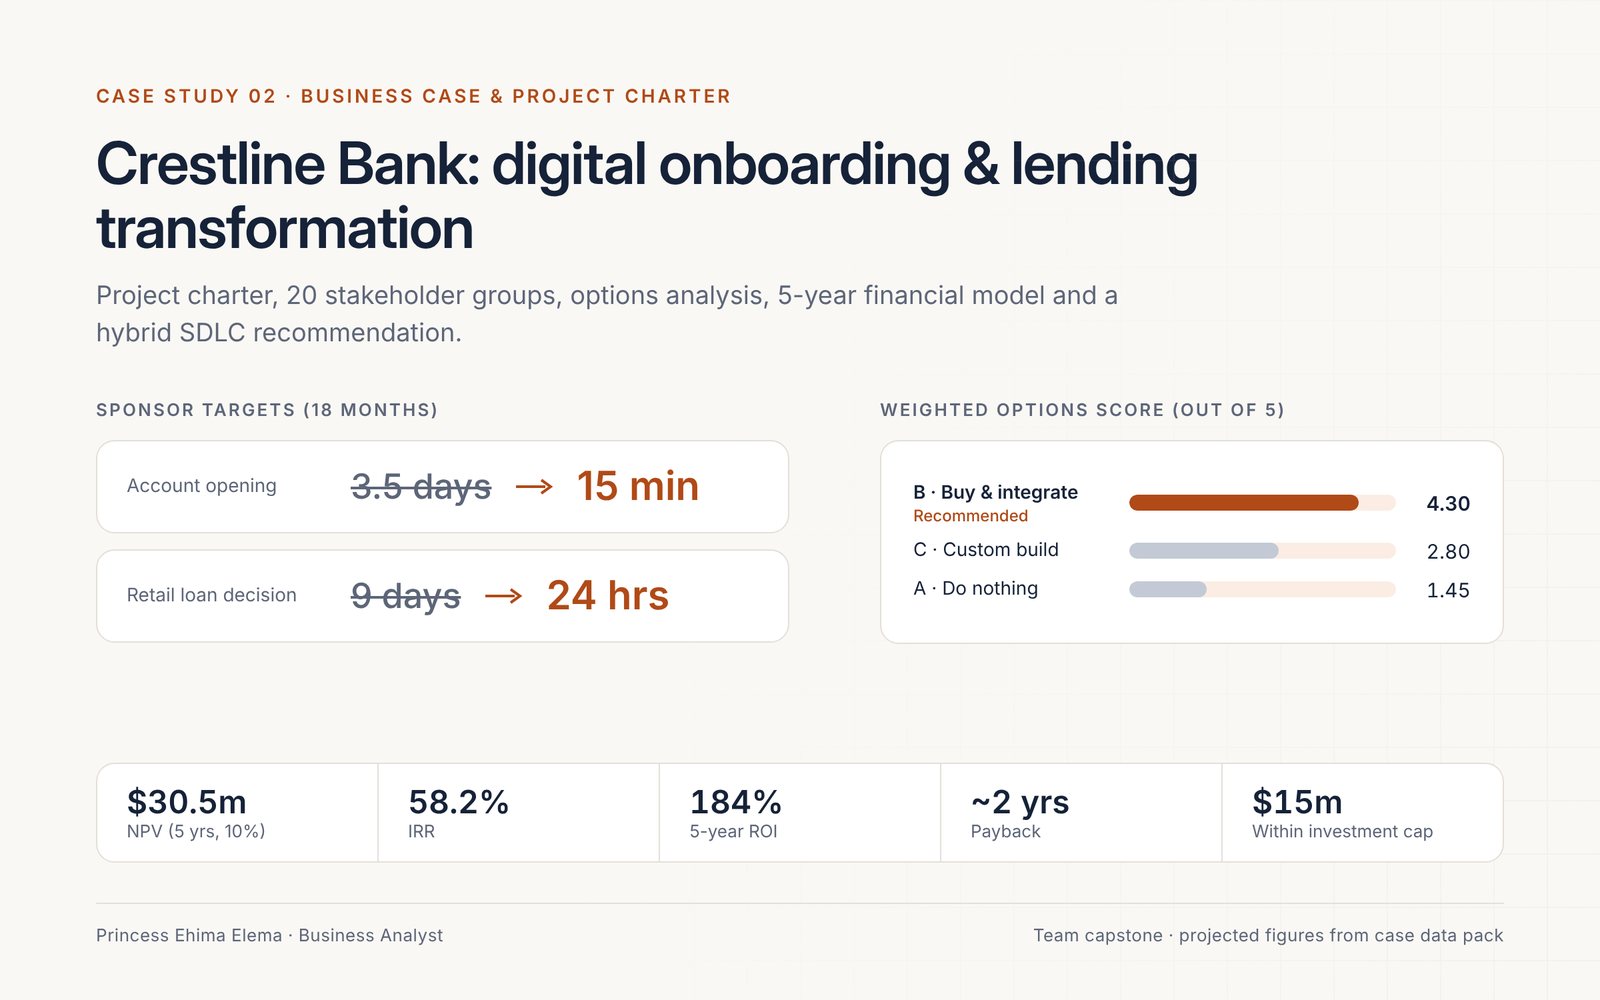 CASE STUDY 02 · BUSINESS CASE & PROJECT CHARTER
Crestline Bank: digital onboarding & lending
transformation
Project charter, 20 stakeholder groups, options analysis, 5-year financial model and a
hybrid SDLC recommendation.
SPONSOR TARGETS (18 MONTHS)
Account opening 3.5 days → 15 min
Retail loan decision 9 days → 24 hrs
WEIGHTED OPTIONS SCORE (OUT OF 5)
B · Buy & integrate 4.30
Recommended
C · Custom build 2.80
A · Do nothing 1.45
$30.5m
NPV (5 yrs, 10%)
58.2%
IRR
184%
5-year ROI
~2 yrs
Payback
$15m
Within investment cap
Princess Ehima Elema · Business Analyst
Team capstone · projected figures from case data pack